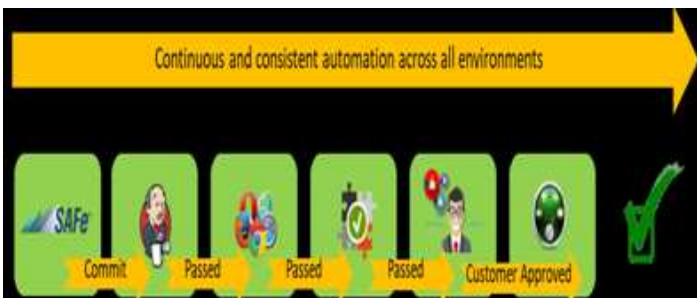 Continuous and consistent automation across all environments
SAFe
Commit
Passed
Passed
Passed
Customer Approved